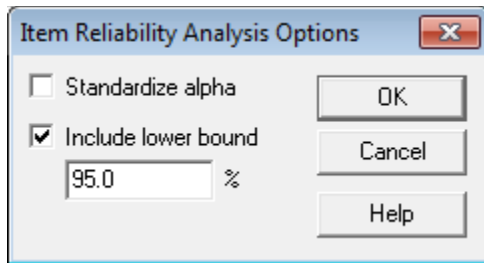 Item Reliability Analysis Options
Standardize alpha
OK
Include lower bound
Cancel
95.0 %
Help